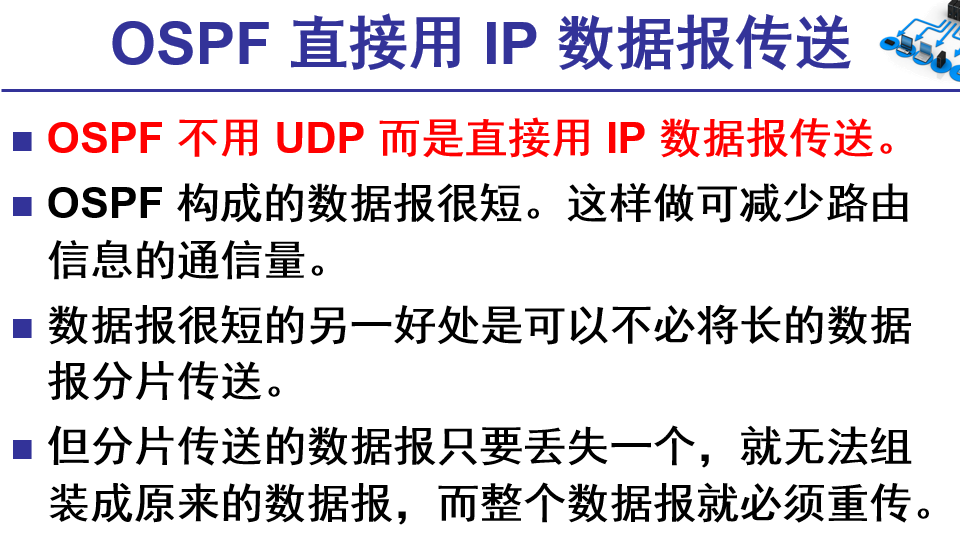 OSPF 直接用 IP 数据报传送
OSPF 不用 UDP 而是直接用 IP 数据报传送。
OSPF 构成的数据报很短。这样做可减少路由
信息的通信量。
数据报很短的另一好处是可以不必将长的数据
报分片传送。
但分片传送的数据报只要丢失一个，就无法组
装成原来的数据报，而整个数据报就必须重传。